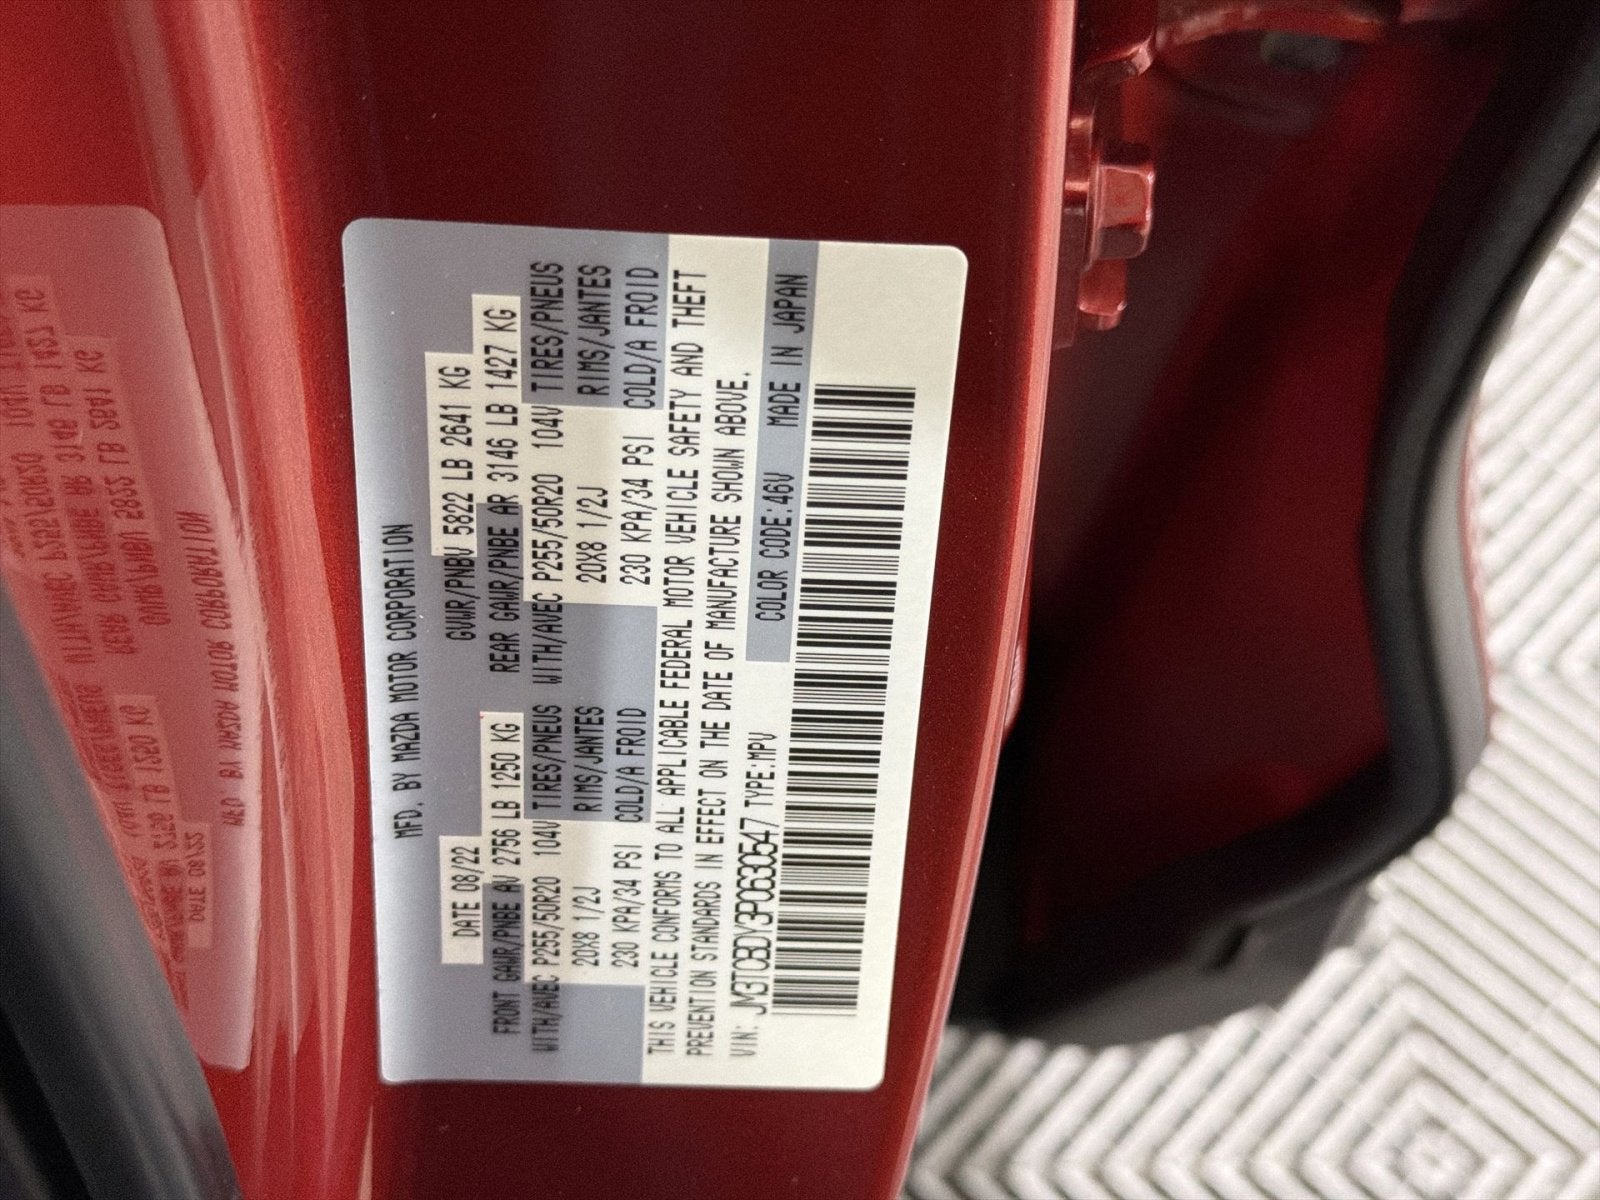 MFD. BY MAZDA MOTOR CORPORATION
DATE 08/22 GVWR/PNBV 5822 LB 2641 KG
FRONT GAWR/PNBE AV 2756 LB 1250 KG REAR GAWR/PNBE AR 3146 LB 1427 KG
WITH/AVEC P255/50R20 104V TIRES/PNEUS WITH/AVEC P255/50R20 104V TIRES/PNEUS
20X8 1/2J RIMS/JANTES 20X8 1/2J RIMS/JANTES
230 KPA/34 PSI COLD/A FROID 230 KPA/34 PSI COLD/A FROID
THIS VEHICLE CONFORMS TO ALL APPLICABLE FEDERAL MOTOR VEHICLE SAFETY AND THEFT
PREVENTION STANDARDS IN EFFECT ON THE DATE OF MANUFACTURE SHOWN ABOVE.
VIN: JM3TCBDY3P0630547 TYPE:MPV COLOR CODE:46V MADE IN JAPAN